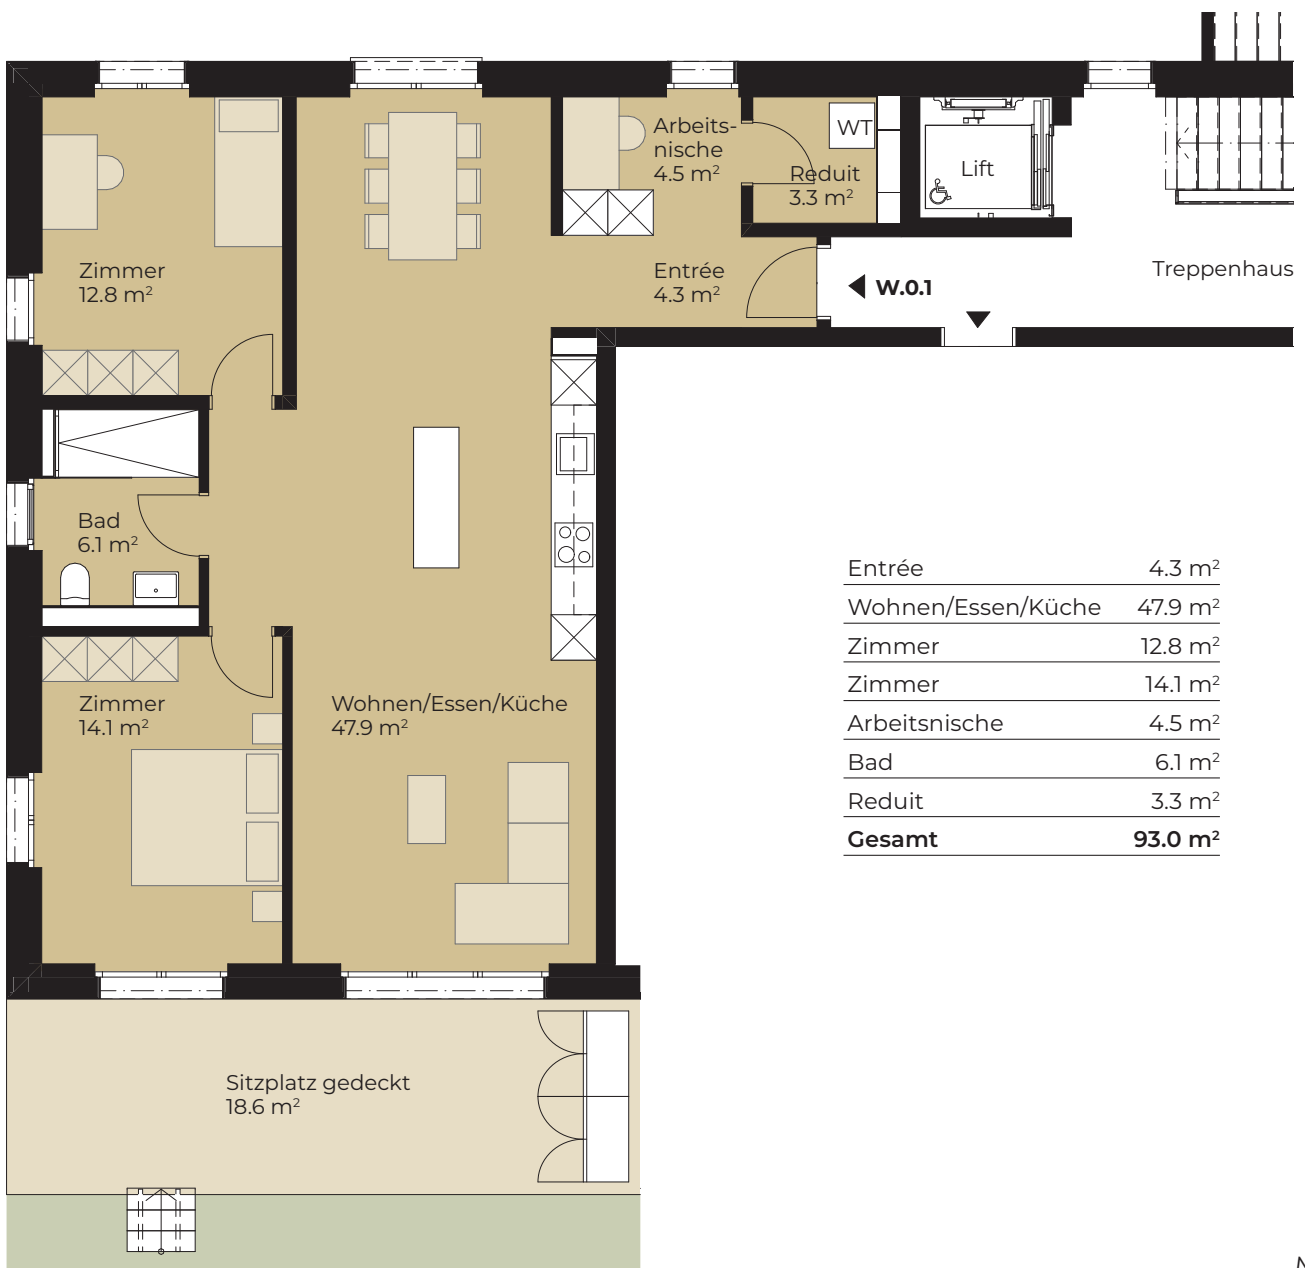 Arbeits-
nische
4.5 m²
WT
Reduit
3.3 m²
Lift
Zimmer
12.8 m²
Entrée
4.3 m²
W.0.1
Treppenhaus
Bad
6.1 m²
Zimmer
14.1 m²
Wohnen/Essen/Küche
47.9 m²
Entrée 4.3 m²
Wohnen/Essen/Küche 47.9 m²
Zimmer 12.8 m²
Zimmer 14.1 m²
Arbeitsnische 4.5 m²
Bad 6.1 m²
Reduit 3.3 m²
Gesamt 93.0 m²
Sitzplatz gedeckt
18.6 m²